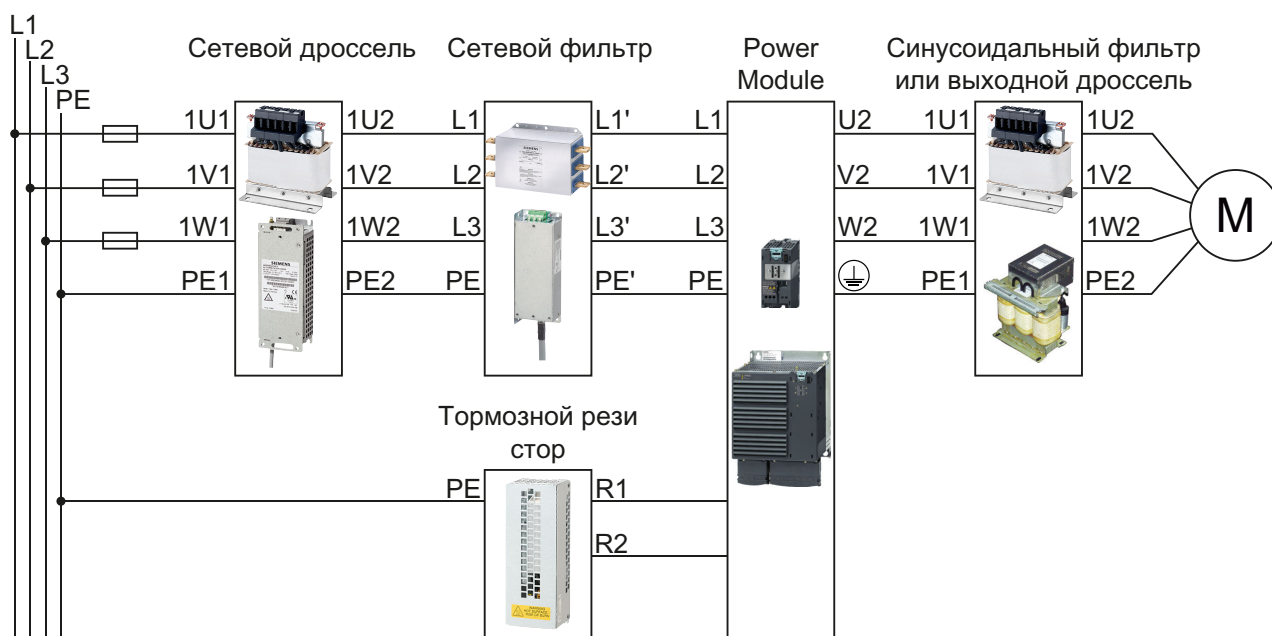 L1
L2
L3
PE
Сетевой дроссель
Сетевой фильтр
Power
Module
Синусоидальный фильтр
или выходной дроссель
1U1
1U2
L1
L1'
L1
U2
1U1
1U2
1V1
1V2
L2
L2'
L2
V2
1V1
1V2
1W1
1W2
L3
L3'
L3
W2
1W1
1W2
PE1
PE2
PE
PE'
PE
PE1
PE2
M
SIEMENS
SIEMENS
Тормозной рези
стор
PE
R1
R2